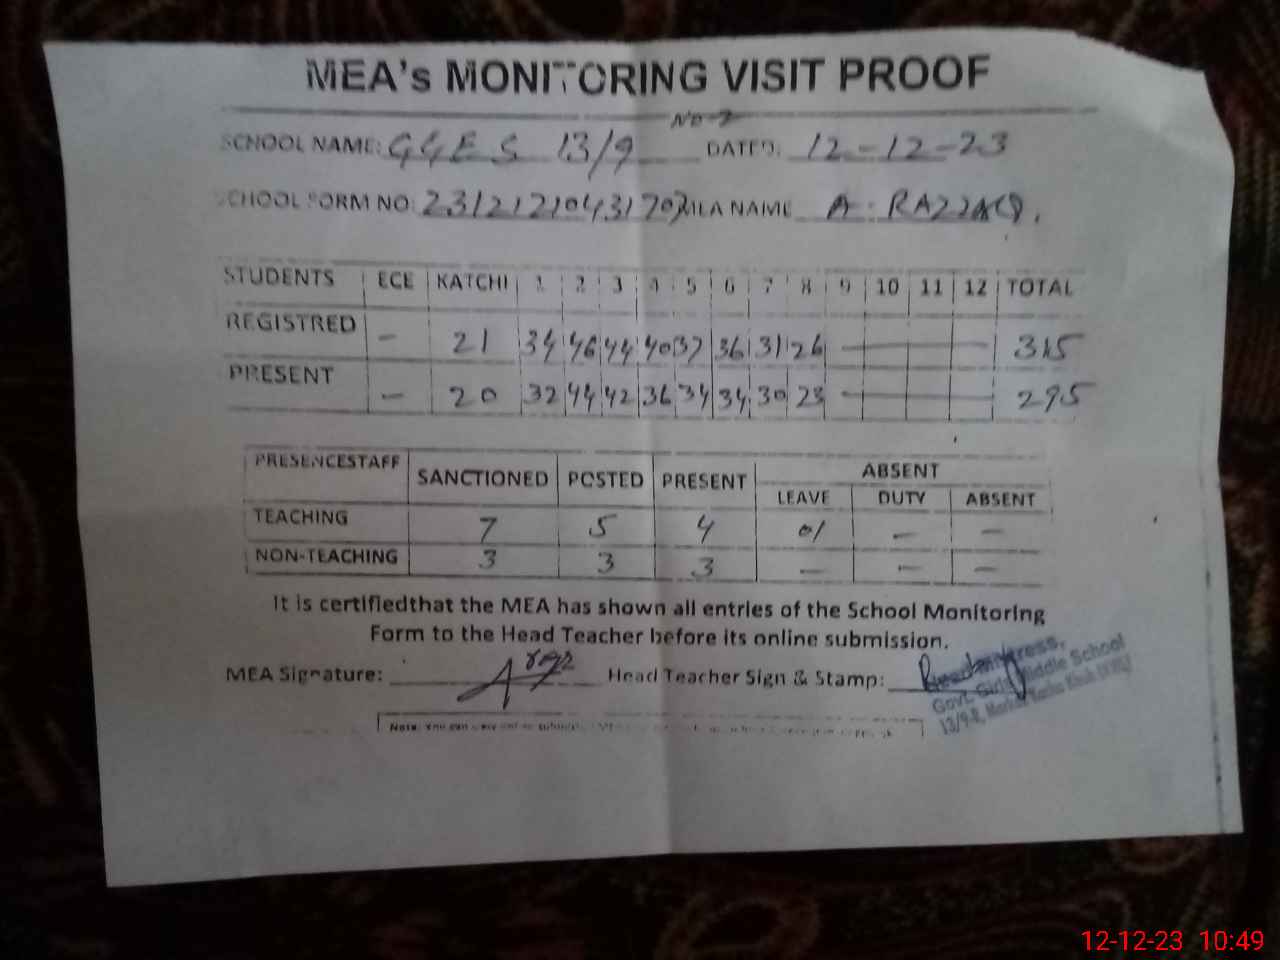 MEA's MONITORING VISIT PROOF
NO-2
SCHOOL NAME: GGES 13/9 DATED: 12-12-23
SCHOOL FORM NO: MEA NAME A. RAZZAQ.
STUDENTS ECE KATCHI 1 2 3 4 5 6 7 8 9 10 11 12 TOTAL
REGISTRED - 21 34 46 44 40 37 36 31 26 - 315
PRESENT - 20 32 44 42 36 34 34 30 23 - 295
PRESENCESTAFF SANCTIONED POSTED PRESENT ABSENT
LEAVE DUTY ABSENT
TEACHING 7 5 4 01 - -
NON-TEACHING 3 3 3 - - -
It is certifiedthat the MEA has shown all entries of the School Monitoring
Form to the Head Teacher before its online submission.
MEA Signature: Head Teacher Sign & Stamp:
Headmistress,
Govt. Girls Middle School
13/9-R,
Note: You can
12-12-23 10:49